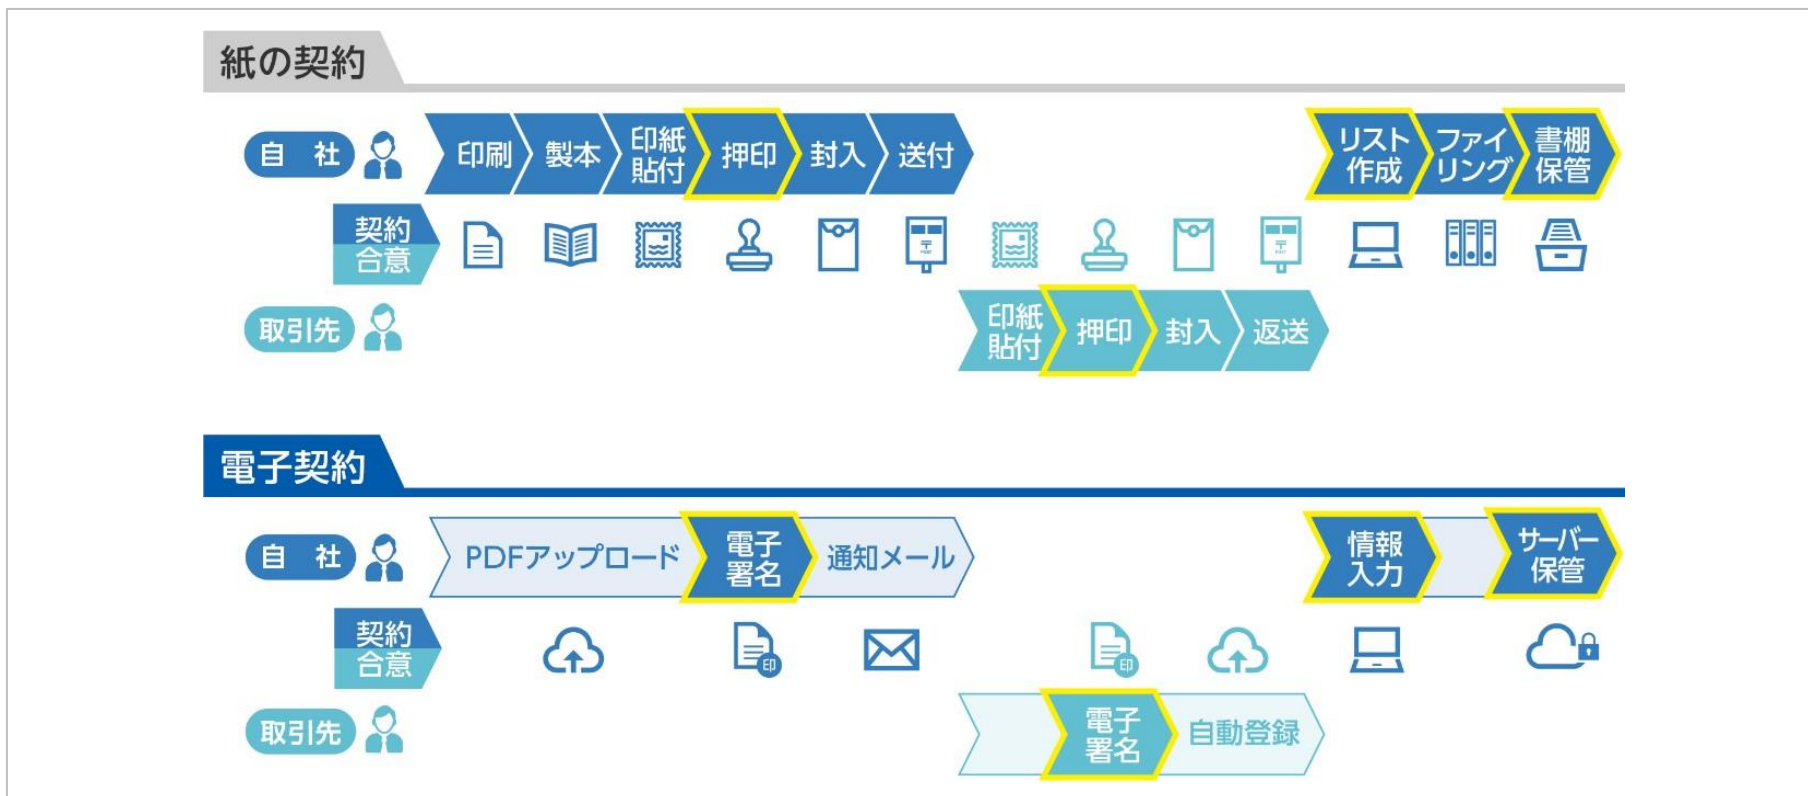 紙の契約
自 社
印刷
製本
印紙
貼付
押印
封入
送付
リスト
作成
ファイ
リング
書棚
保管
契約
合意
取引先
印紙
貼付
押印
封入
返送
電子契約
自 社
PDFアップロード
電子
署名
通知メール
情報
入力
サーバー
保管
契約
合意
印
印
取引先
電子
署名
自動登録